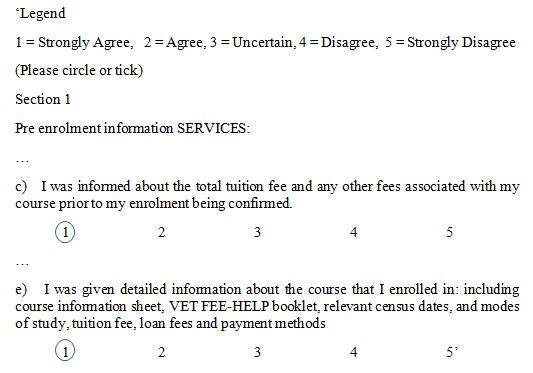 ‘Legend
1 = Strongly Agree, 2 = Agree, 3 = Uncertain, 4 = Disagree, 5 = Strongly Disagree
(Please circle or tick)
Section 1
Pre enrolment information SERVICES:
…
c) I was informed about the total tuition fee and any other fees associated with my
course prior to my enrolment being confirmed.
1 2 3 4 5
…
e) I was given detailed information about the course that I enrolled in: including
course information sheet, VET FEE-HELP booklet, relevant census dates, and modes
of study, tuition fee, loan fees and payment methods
1 2 3 4 5’